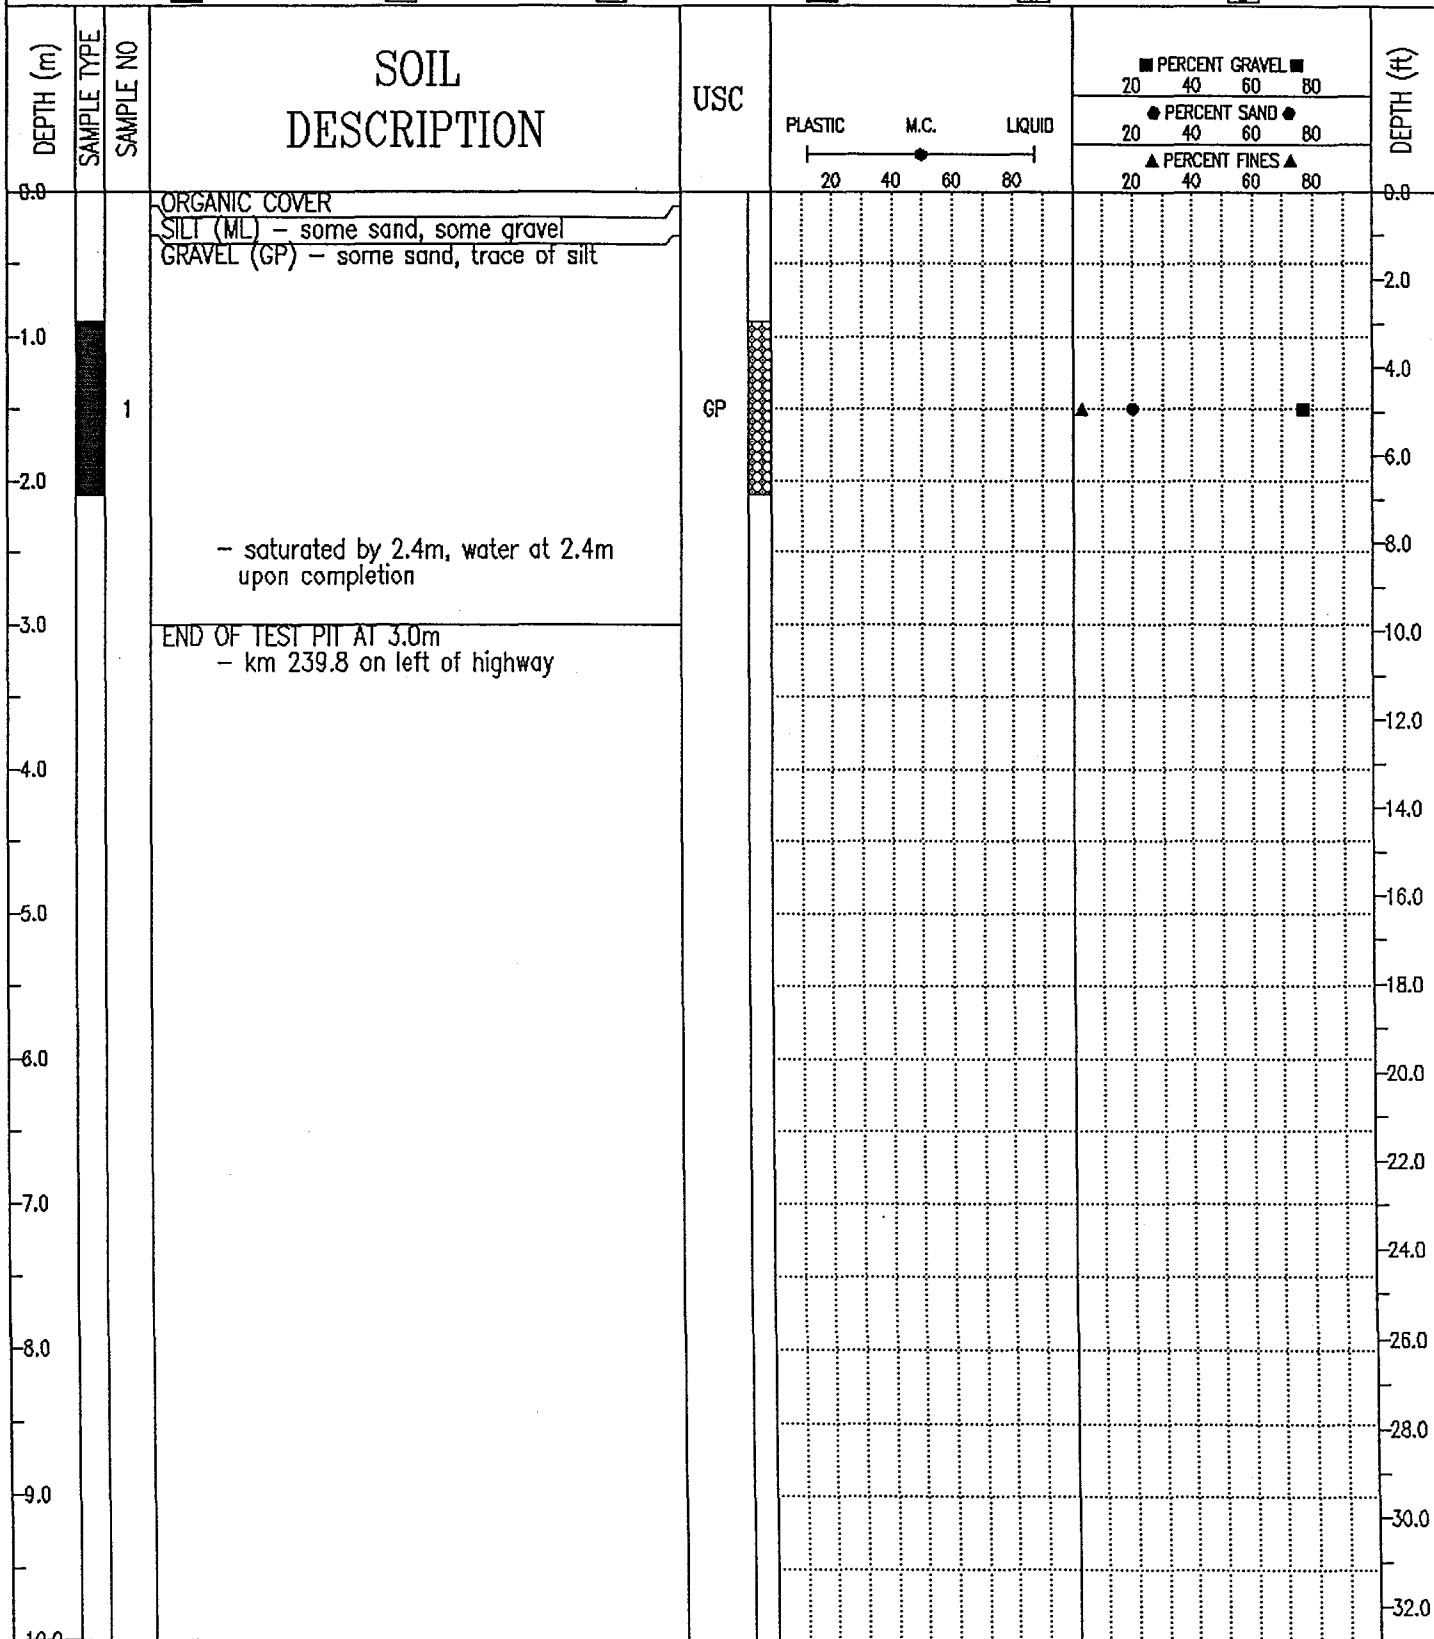 DEPTH (m)
SAMPLE TYPE
SAMPLE NO
SOIL
DESCRIPTION
USC
PLASTIC M.C. LIQUID
20 40 60 80
■ PERCENT GRAVEL ■
20 40 60 80
● PERCENT SAND ●
20 40 60 80
▲ PERCENT FINES ▲
20 40 60 80
DEPTH (ft)
0.0
ORGANIC COVER
SILT (ML) – some sand, some gravel
GRAVEL (GP) – some sand, trace of silt
1.0
1
GP
2.0
– saturated by 2.4m, water at 2.4m
upon completion
3.0
END OF TEST PIT AT 3.0m
– km 239.8 on left of highway
4.0
5.0
6.0
7.0
8.0
9.0
10.0
0.0
2.0
4.0
6.0
8.0
10.0
12.0
14.0
16.0
18.0
20.0
22.0
24.0
26.0
28.0
30.0
32.0